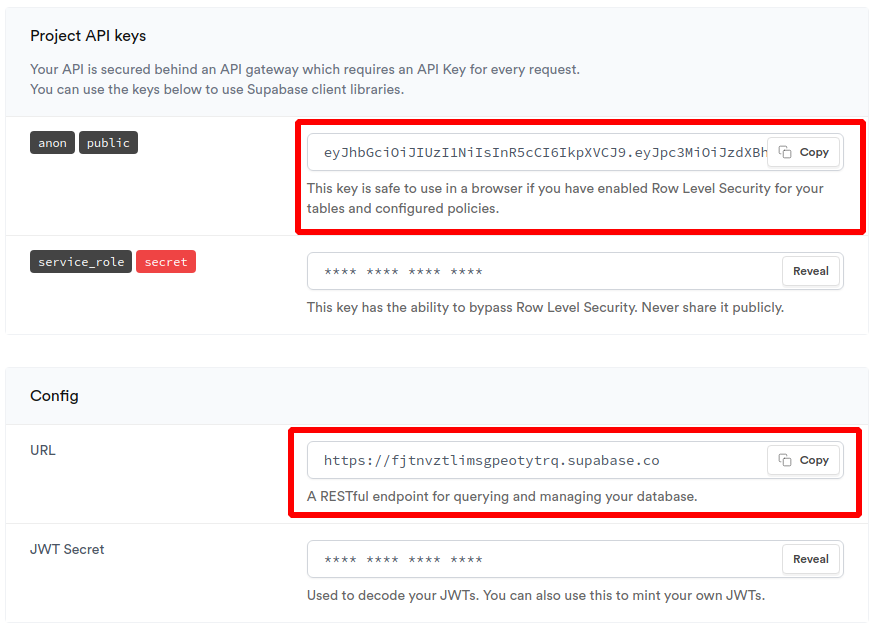 Project API keys
Your API is secured behind an API gateway which requires an API Key for every request.
You can use the keys below to use Supabase client libraries.
anon public
eyJhbGciOiJIUzI1NiIsInR5cCI6IkpXVCJ9.eyJpc3MiOiJzdXBh Copy
This key is safe to use in a browser if you have enabled Row Level Security for your
tables and configured policies.
service_role secret
**** **** **** **** Reveal
This key has the ability to bypass Row Level Security. Never share it publicly.
Config
URL
https://fjtnvztlimsgpeotytrq.supabase.co Copy
A RESTful endpoint for querying and managing your database.
JWT Secret
**** **** **** **** Reveal
Used to decode your JWTs. You can also use this to mint your own JWTs.